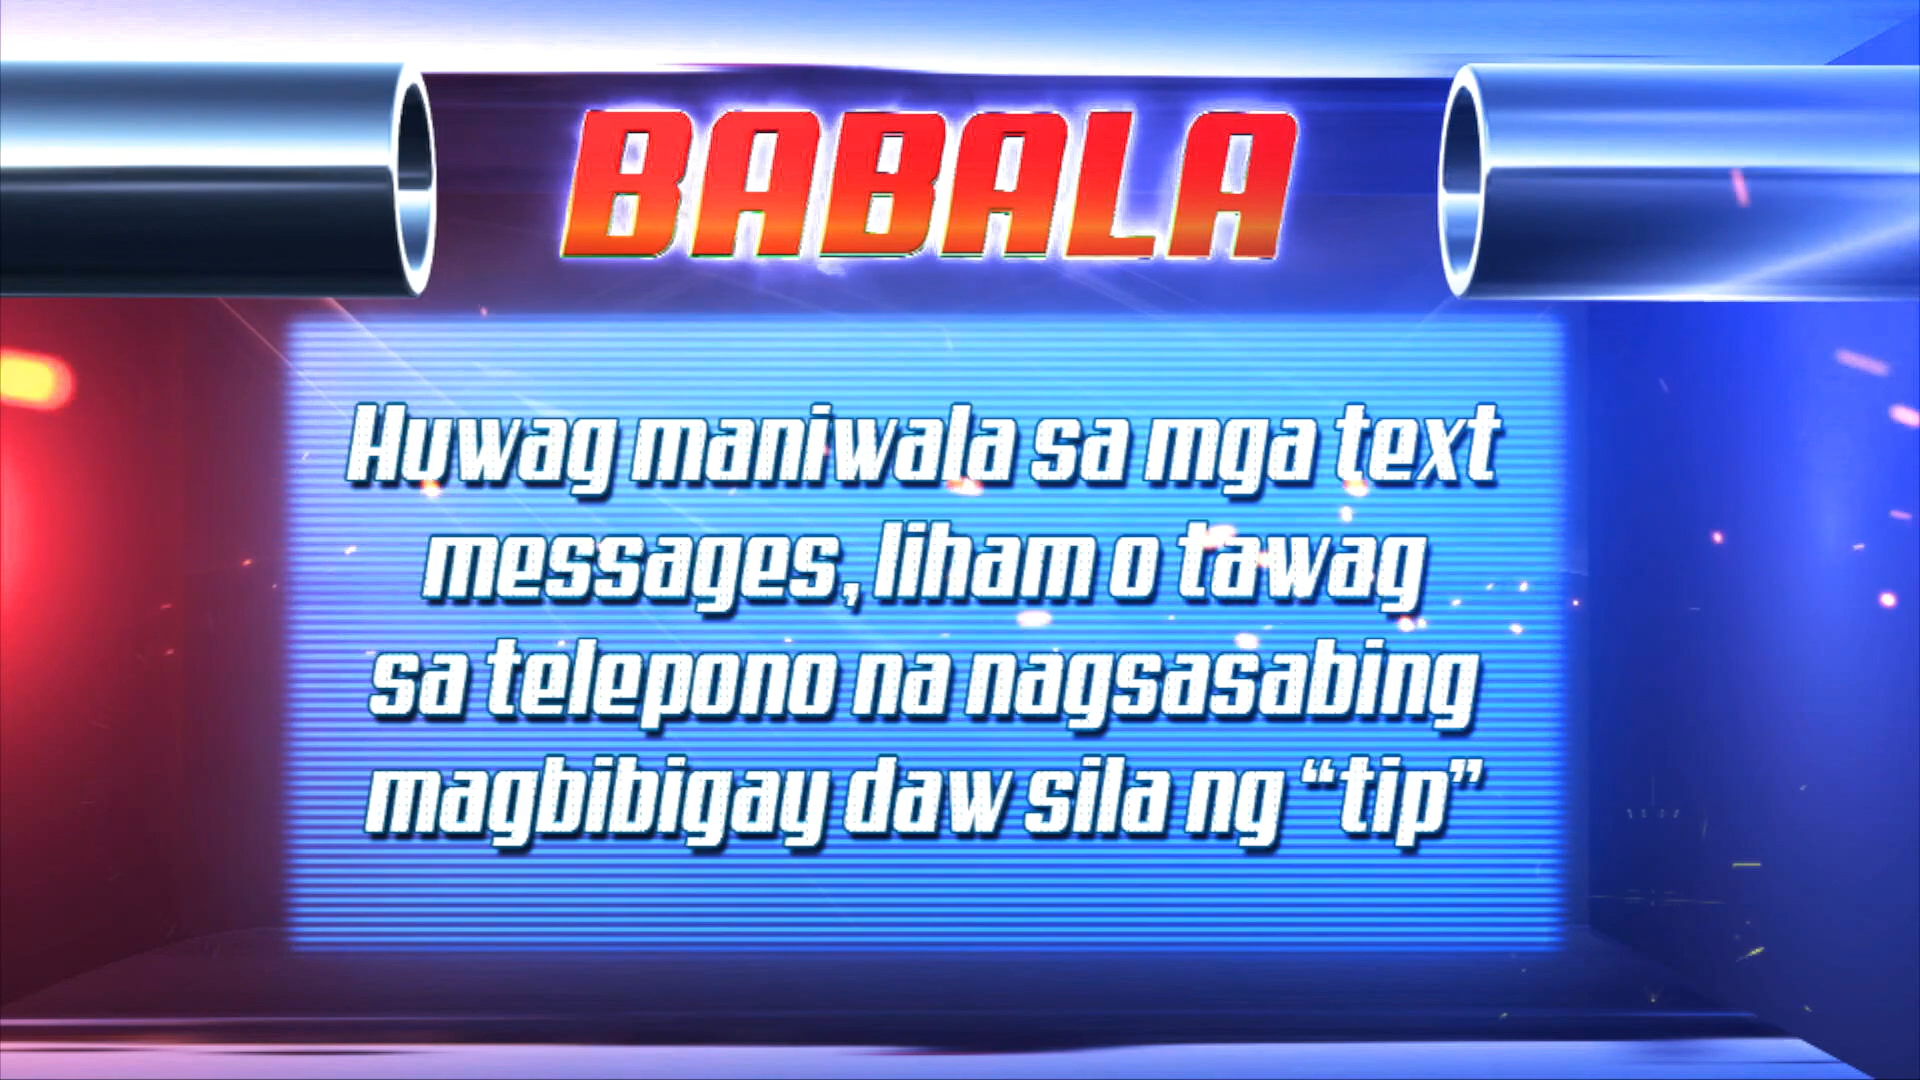 BABALA
Huwag maniwala sa mga text
messages, liham o tawag
sa telepono na nagsasabing
magbibigay daw sila ng “tip”